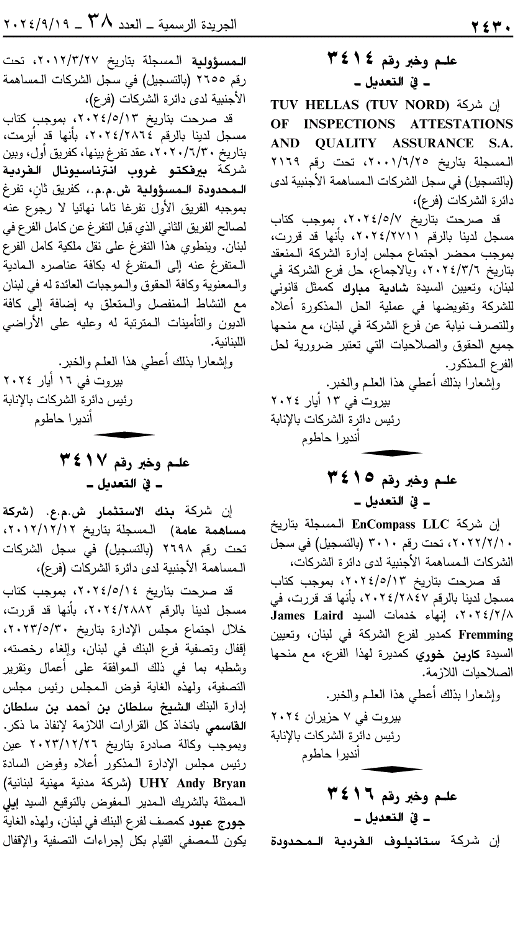 ٢٤٣٠
الجريدة الرسمية ـ العدد ٣٨ ـ ٢٠٢٤/٩/١٩
علـم وخبر رقم ٣٤١٤
ـ في التعديل ـ
إن شركة TUV HELLAS (TUV NORD)
OF INSPECTIONS ATTESTATIONS
AND QUALITY ASSURANCE S.A.
المسجلة بتاريخ ٢٠٠١/٦/٢٥، تحت رقم ٢١٦٩
(بالتسجيل) في سجل الشركات المساهمة الأجنبية لدى
دائرة الشركات (فرع)،
قد صرحت بتاريخ ٢٠٢٤/٥/٧، بموجب كتاب
مسجل لدينا بالرقم ٢٠٢٤/٢٧١١، بأنها قد قررت،
بموجب محضر اجتماع مجلس إدارة الشركة المنعقد
بتاريخ ٢٠٢٤/٣/٦، وبالاجماع، حل فرع الشركة في
لبنان، وتعيين السيدة شادية مبارك كممثل قانوني
للشركة وتفويضها في عملية الحل المذكورة أعلاه
وللتصرف نيابة عن فرع الشركة في لبنان، مع منحها
جميع الحقوق والصلاحيات التي تعتبر ضرورية لحل
الفرع المذكور.
وإشعارا بذلك أعطي هذا العلـم والخبر.
بيروت في ١٣ أيار ٢٠٢٤
رئيس دائرة الشركات بالإنابة
أنديرا حاطوم
علـم وخبر رقم ٣٤١٥
ـ في التعديل ـ
إن شركة EnCompass LLC المسجلة بتاريخ
٢٠٢٢/٢/١٠، تحت رقم ٣٠١٠ (بالتسجيل) في سجل
الشركات المساهمة الأجنبية لدى دائرة الشركات،
قد صرحت بتاريخ ٢٠٢٤/٥/١٣، بموجب كتاب
مسجل لدينا بالرقم ٢٠٢٤/٢٨٤٧، بأنها قد قررت، في
٢٠٢٤/٢/٨، إنهاء خدمات السيد James Laird
Fremming كمدير لفرع الشركة في لبنان، وتعيين
السيدة كارين خوري كمديرة لهذا الفرع، مع منحها
الصلاحيات اللازمة.
وإشعارا بذلك أعطي هذا العلـم والخبر.
بيروت في ٧ حزيران ٢٠٢٤
رئيس دائرة الشركات بالإنابة
أنديرا حاطوم
علـم وخبر رقم ٣٤١٦
ـ في التعديل ـ
إن شركة ستانيلوف الفردية الـمحدودة
الـمسؤولية المسجلة بتاريخ ٢٠١٢/٣/٢٧، تحت
رقم ٢٦٥٥ (بالتسجيل) في سجل الشركات المساهمة
الأجنبية لدى دائرة الشركات (فرع)،
قد صرحت بتاريخ ٢٠٢٤/٥/١٣، بموجب كتاب
مسجل لدينا بالرقم ٢٠٢٤/٢٨٦٤، بأنها قد أبرمت،
بتاريخ ٢٠٢٠/٦/٣٠، عقد تفرغ بينها، كفريق أول، وبين
شركة بيرفكتو غروب انترناسيونال الفردية
المحدودة المسؤولية ش.م.م.، كفريق ثانٍ، تفرغ
بموجبه الفريق الأول تفرغا تاما نهائيا لا رجوع عنه
لصالح الفريق الثاني الذي قبل التفرغ عن كامل الفرع في
لبنان. وينطوي هذا التفرغ على نقل ملكية كامل الفرع
المتفرغ عنه إلى المتفرغ له بكافة عناصره المادية
والمعنوية وكافة الحقوق والموجبات العائدة له في لبنان
مع النشاط المنفصل والمتعلق به إضافة إلى كافة
الديون والتأمينات المترتبة له وعليه على الأراضي
اللبنانية.
وإشعارا بذلك أعطي هذا العلـم والخبر.
بيروت في ١٦ أيار ٢٠٢٤
رئيس دائرة الشركات بالإنابة
أنديرا حاطوم
علـم وخبر رقم ٣٤١٧
ـ في التعديل ـ
إن شركة بنك الاستثمار ش.م.ع. (شركة
مساهمة عامة) المسجلة بتاريخ ٢٠١٢/١٢/١٢،
تحت رقم ٢٦٩٨ (بالتسجيل) في سجل الشركات
المساهمة الأجنبية لدى دائرة الشركات (فرع)،
قد صرحت بتاريخ ٢٠٢٤/٥/١٤، بموجب كتاب
مسجل لدينا بالرقم ٢٠٢٤/٢٨٨٢، بأنها قد قررت،
خلال اجتماع مجلس الإدارة بتاريخ ٢٠٢٣/٥/٣٠،
إقفال وتصفية فرع البنك في لبنان، وإلغاء رخصته،
وشطبه بما في ذلك الموافقة على أعمال وتقرير
التصفية، ولهذه الغاية فوض المجلس رئيس مجلس
إدارة البنك الشيخ سلطان بن أحمد بن سلطان
القاسمي باتخاذ كل القرارات اللازمة لإنفاذ ما ذكر.
وبموجب وكالة صادرة بتاريخ ٢٠٢٣/١٢/٢٦ عين
رئيس مجلس الإدارة المذكور أعلاه وفوض السادة
UHY Andy Bryan (شركة مدنية مهنية لبنانية)
الممثلة بالشريك المدير المفوض بالتوقيع السيد إيلي
جورج عبود كمصف لفرع البنك في لبنان، ولهذه الغاية
يكون للمصفي القيام بكل إجراءات التصفية والإقفال